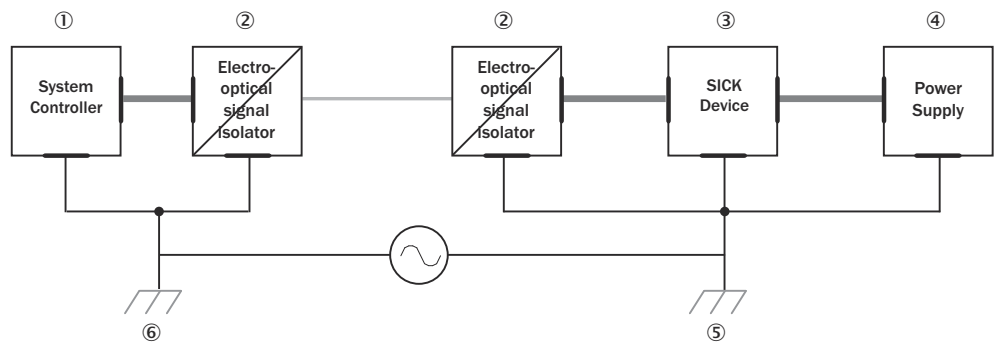 ① ② ② ③ ④
System
Controller
Electro-
optical
signal
isolator
Electro-
optical
signal
isolator
SICK
Device
Power
Supply
⑥ ⑤